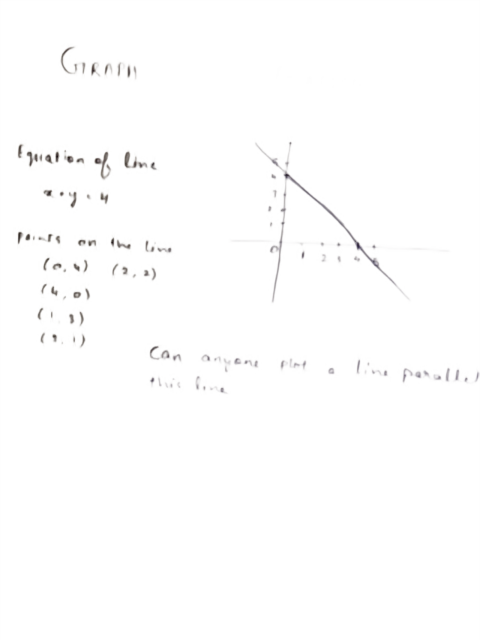 GRAPH
Equation of line
x + y = 4
points on the line
(0, 4) (2, 2)
(4, 0)
(1, 3)
(3, 1)
4
3
2
1
0 1 2 3 4 5
Can anyone plot a line parallel
this line